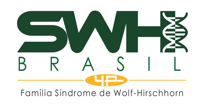 SWH
BRASIL
4P-
Família Síndrome de Wolf-Hirschhorn